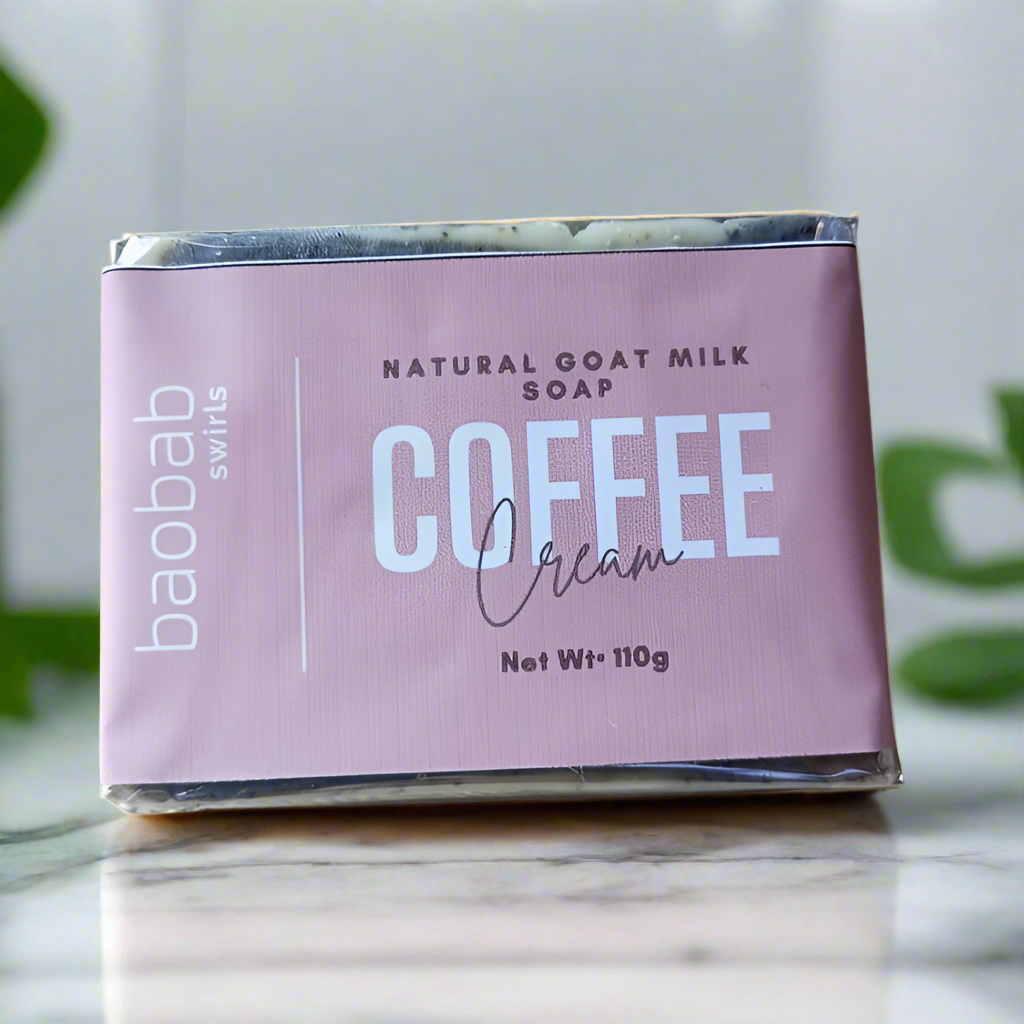 baobab
swirls
NATURAL GOAT MILK
SOAP
COFFEE
Cream
Net Wt. 110g